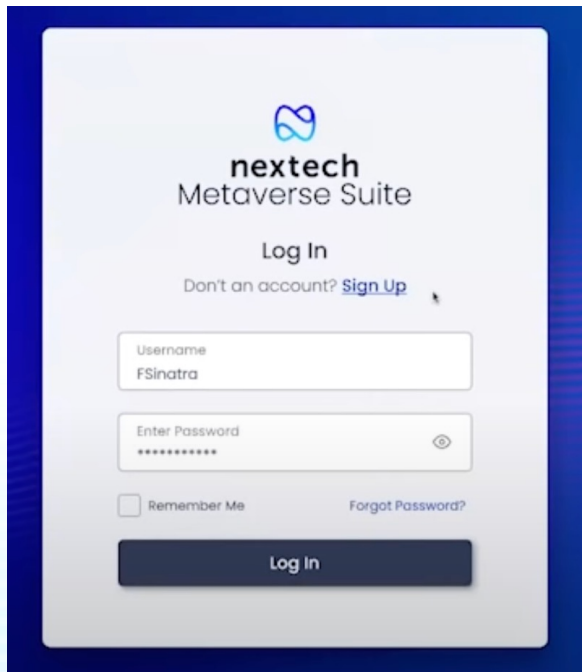 nextech
Metaverse Suite
Log In
Don't an account? Sign Up
Username
FSinatra
Enter Password
***********
Remember Me
Forgot Password?
Log In